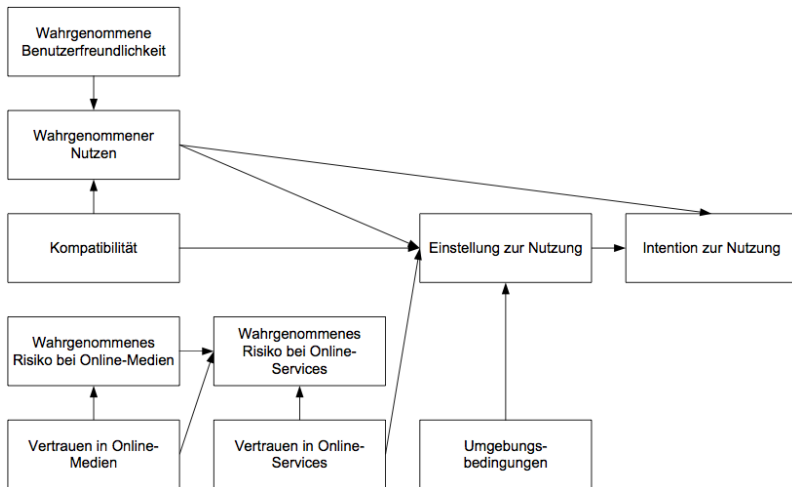 Wahrgenommene
Benutzerfreundlichkeit
Wahrgenommener
Nutzen
Kompatibilität
Einstellung zur Nutzung
Intention zur Nutzung
Wahrgenommenes
Risiko bei Online-Medien
Wahrgenommenes
Risiko bei Online-
Services
Vertrauen in Online-
Medien
Vertrauen in Online-
Services
Umgebungs-
bedingungen